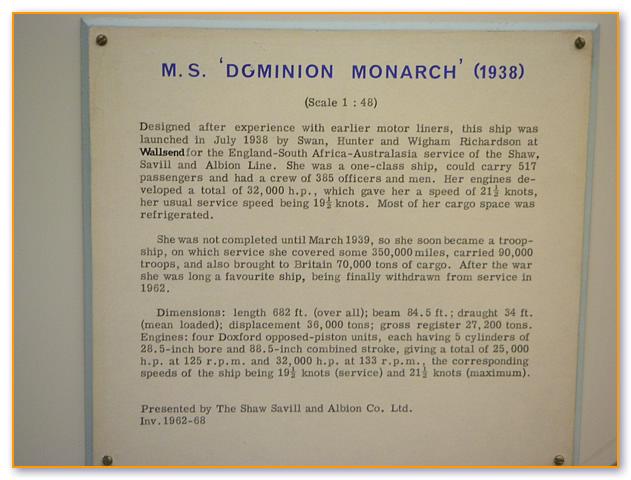 M.S. 'DOMINION MONARCH' (1938)
(Scale 1 : 48)
Designed after experience with earlier motor liners, this ship was
launched in July 1938 by Swan, Hunter and Wigham Richardson at
Wallsend for the England-South Africa-Australasia service of the Shaw,
Savill and Albion Line. She was a one-class ship, could carry 517
passengers and had a crew of 385 officers and men. Her engines de-
veloped a total of 32,000 h.p., which gave her a speed of 21½ knots,
her usual service speed being 19½ knots. Most of her cargo space was
refrigerated.
She was not completed until March 1939, so she soon became a troop-
ship, on which service she covered some 350,000 miles, carried 90,000
troops, and also brought to Britain 70,000 tons of cargo. After the war
she was long a favourite ship, being finally withdrawn from service in
1962.
Dimensions: length 682 ft. (over all); beam 84.5 ft.; draught 34 ft.
(mean loaded); displacement 36,000 tons; gross register 27,200 tons.
Engines: four Doxford opposed-piston units, each having 5 cylinders of
28.5-inch bore and 88.5-inch combined stroke, giving a total of 25,000
h.p. at 125 r.p.m. and 32,000 h.p. at 133 r.p.m., the corresponding
speeds of the ship being 19½ knots (service) and 21½ knots (maximum).
Presented by The Shaw Savill and Albion Co. Ltd.
Inv. 1962-68